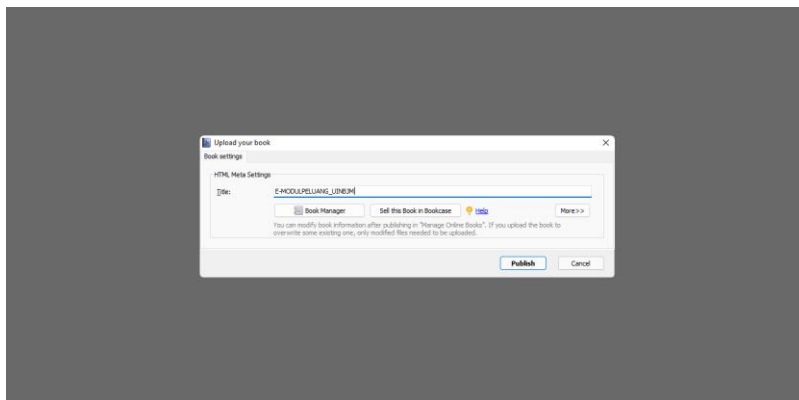 Upload your book
Book settings
HTML Meta Settings
Title: E-MODULPELUANG_UINBJM
Book Manager Sell this Book in Bookcase Help More>>
You can modify book information after publishing in "Manage Online Books". If you upload the book to
overwrite some existing one, only modified files needed to be uploaded.
Publish Cancel